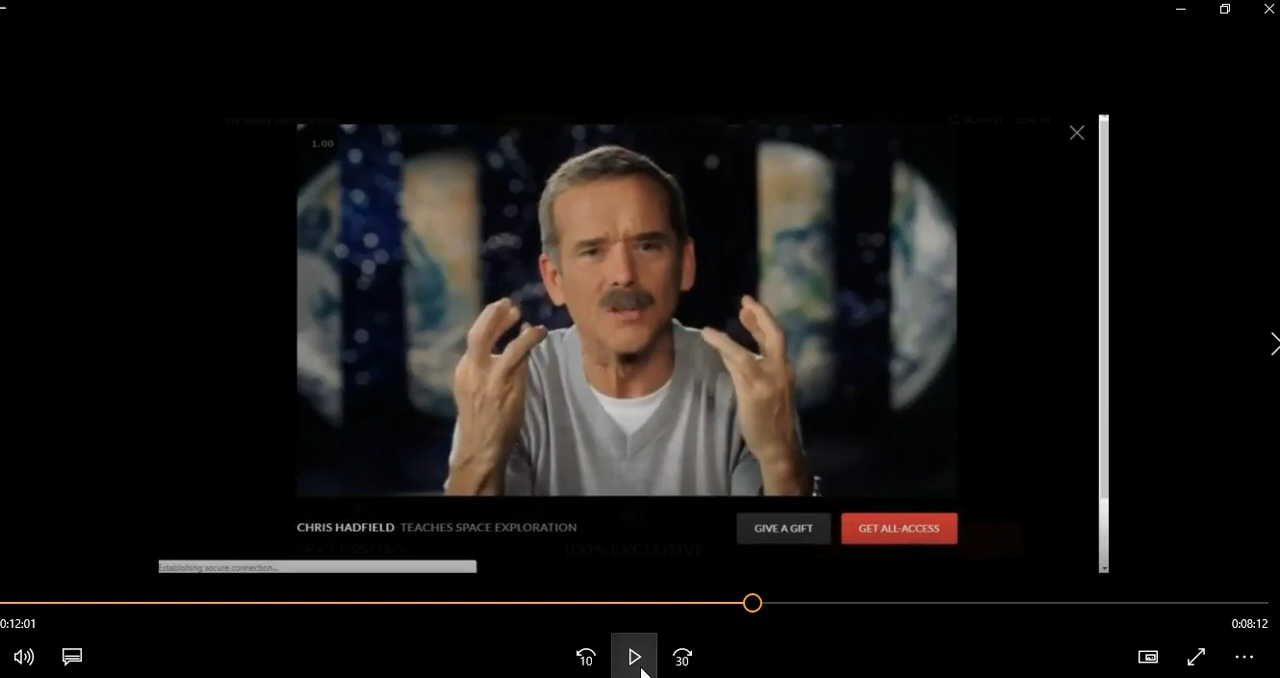 1.00
CHRIS HADFIELD TEACHES SPACE EXPLORATION
GIVE A GIFT
GET ALL-ACCESS
100% EXCLUSIVE
Establishing secure connection...
0:12:01
0:08:12
10
30